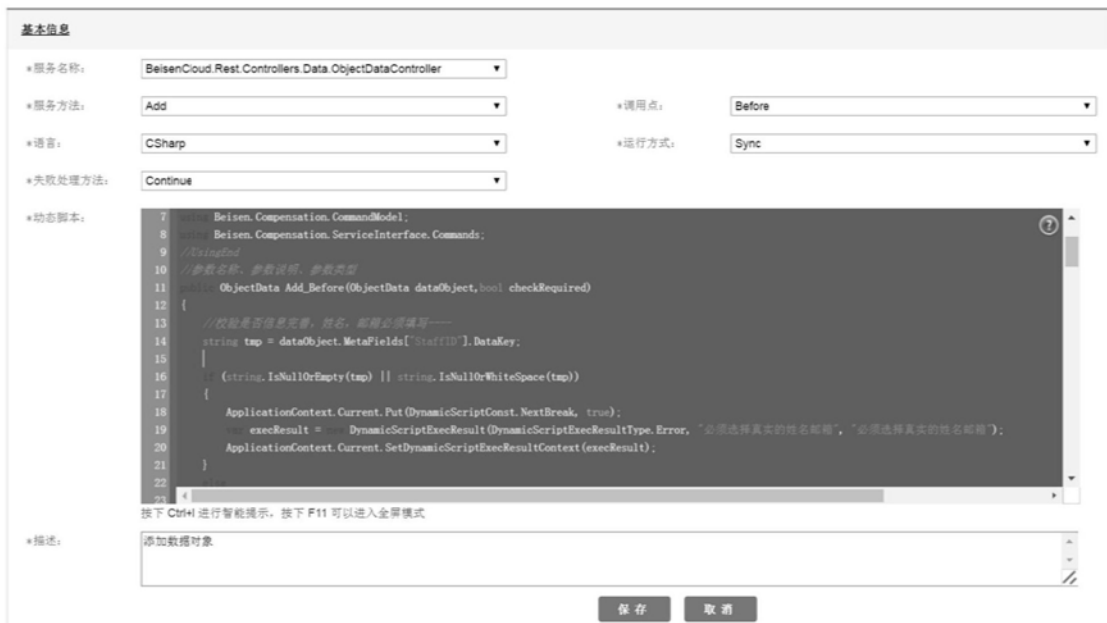 基本信息
*服务名称： BeisenCloud.Rest.Controllers.Data.ObjectDataController
*服务方法： Add *调用点： Before
*语言： CSharp *运行方式： Sync
*失败处理方法： Continue
*动态脚本：
7 using Beisen.Compensation.CommandModel;
8 using Beisen.Compensation.ServiceInterface.Commands;
9 //UsingEnd
10 //参数名称、参数说明、参数类型
11 public ObjectData Add_Before(ObjectData dataObject,bool checkRequired)
12 {
13 //校验是否信息完善，姓名，邮箱必须填写----
14 string tmp = dataObject.MetaFields["StaffID"].DataKey;
15
16 if (string.IsNullOrEmpty(tmp) || string.IsNullOrWhiteSpace(tmp))
17 {
18 ApplicationContext.Current.Put(DynamicScriptConst.NextBreak, true);
19 var execResult = new DynamicScriptExecResult(DynamicScriptExecResultType.Error, "必须选择真实的姓名邮箱", "必须选择真实的姓名邮箱");
20 ApplicationContext.Current.SetDynamicScriptExecResultContext(execResult);
21 }
22 else
23
按下 Ctrl+I 进行智能提示，按下 F11 可以进入全屏模式
*描述： 添加数据对象
保存 取消